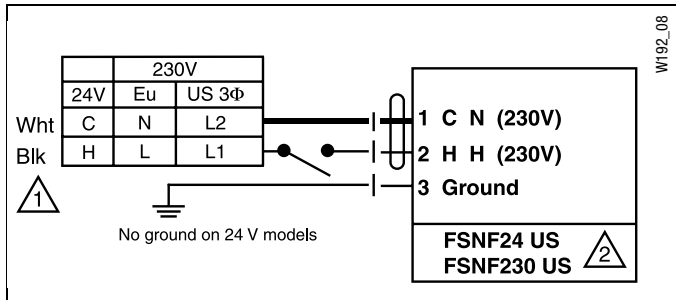 W192_08
230V
24V Eu US 3Φ
Wht C N L2
Blk H L L1
1
No ground on 24 V models
1 C N (230V)
2 H H (230V)
3 Ground
FSNF24 US
FSNF230 US
2